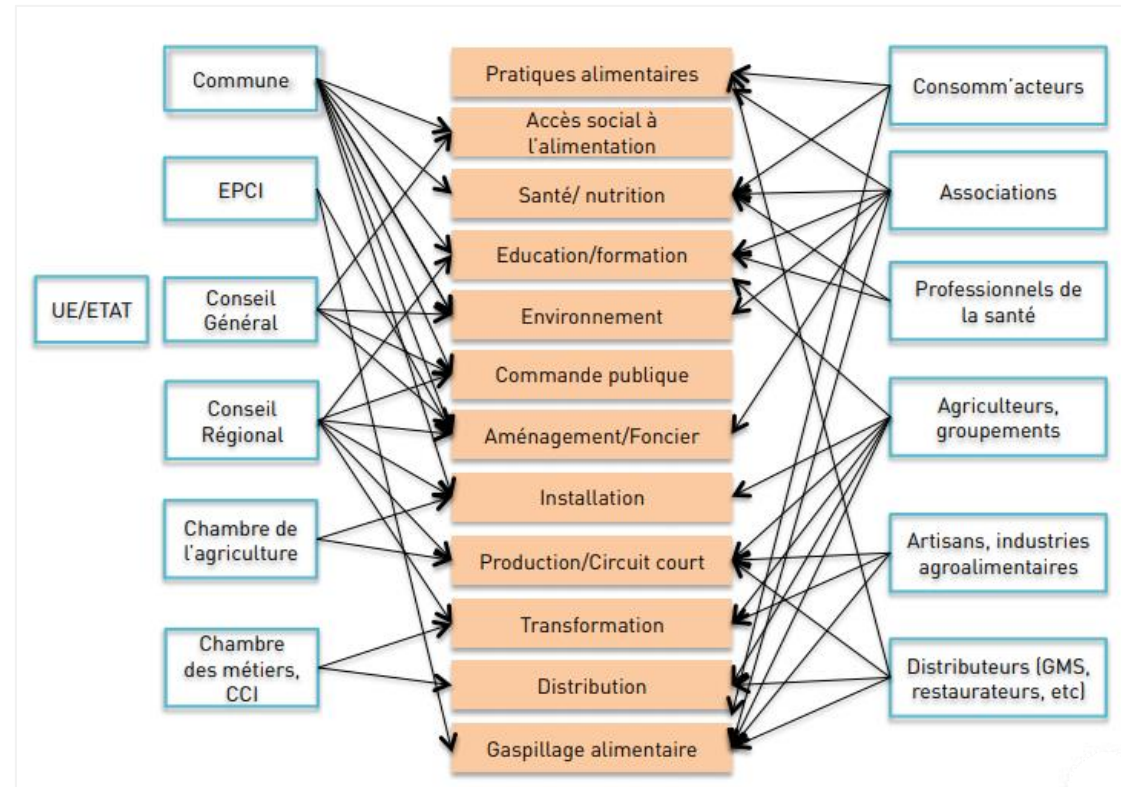 UE/ETAT
Commune
EPCI
Conseil
Général
Conseil
Régional
Chambre de
l'agriculture
Chambre
des métiers,
CCI
Pratiques alimentaires
Accès social à
l'alimentation
Santé/ nutrition
Education/formation
Environnement
Commande publique
Aménagement/Foncier
Installation
Production/Circuit court
Transformation
Distribution
Gaspillage alimentaire
Consomm'acteurs
Associations
Professionnels de
la santé
Agriculteurs,
groupements
Artisans, industries
agroalimentaires
Distributeurs (GMS,
restaurateurs, etc)